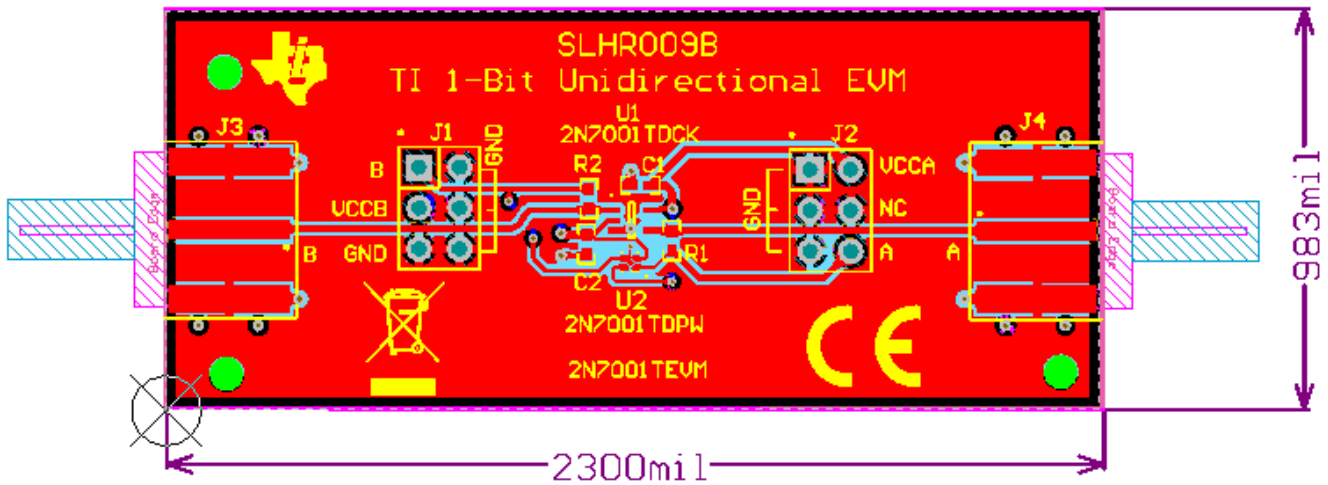 SLHR009B
TI 1-Bit Unidirectional EVM
U1
2N7001TDCK
J3
J1
GND
R2
C1
J2
J4
B
VCCA
VCCB
GND
NC
B
GND
R1
A
A
C2
U2
2N7001TDPW
2N7001TEVM
CE
983mil
2300mil